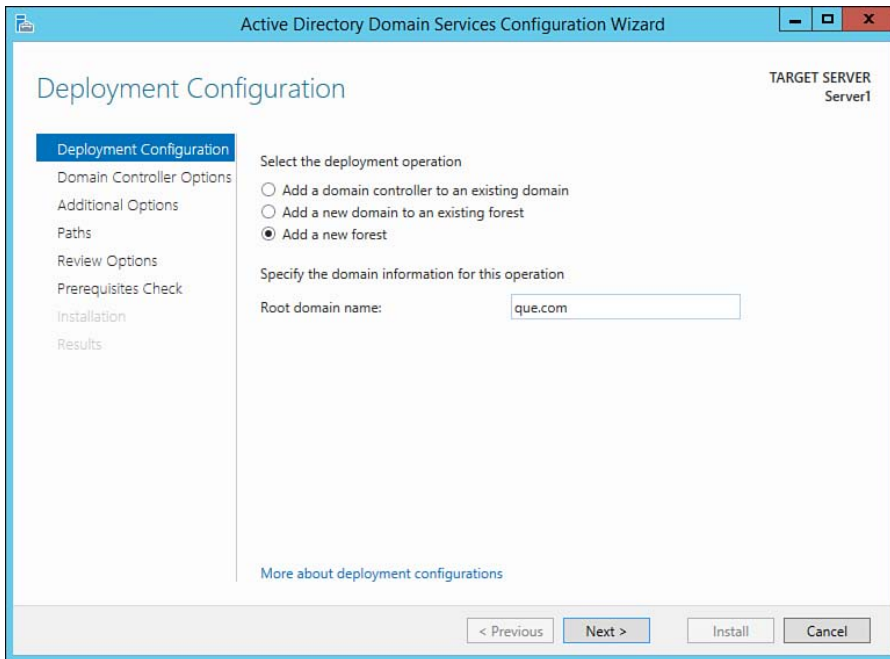 Active Directory Domain Services Configuration Wizard
Deployment Configuration
TARGET SERVER
Server1
Deployment Configuration
Domain Controller Options
Additional Options
Paths
Review Options
Prerequisites Check
Installation
Results
Select the deployment operation
Add a domain controller to an existing domain
Add a new domain to an existing forest
Add a new forest
Specify the domain information for this operation
Root domain name: que.com
More about deployment configurations
< Previous Next > Install Cancel